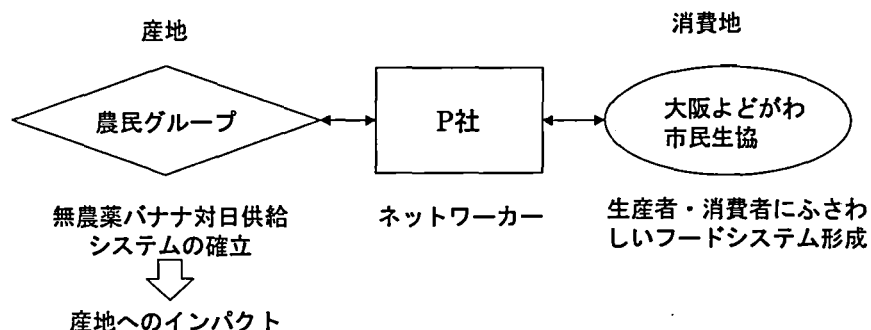 産地
消費地
農民グループ
P社
大阪よどがわ
市民生協
無農薬バナナ対日供給
システムの確立
ネットワーカー
生産者・消費者にふさわ
しいフードシステム形成
産地へのインパクト